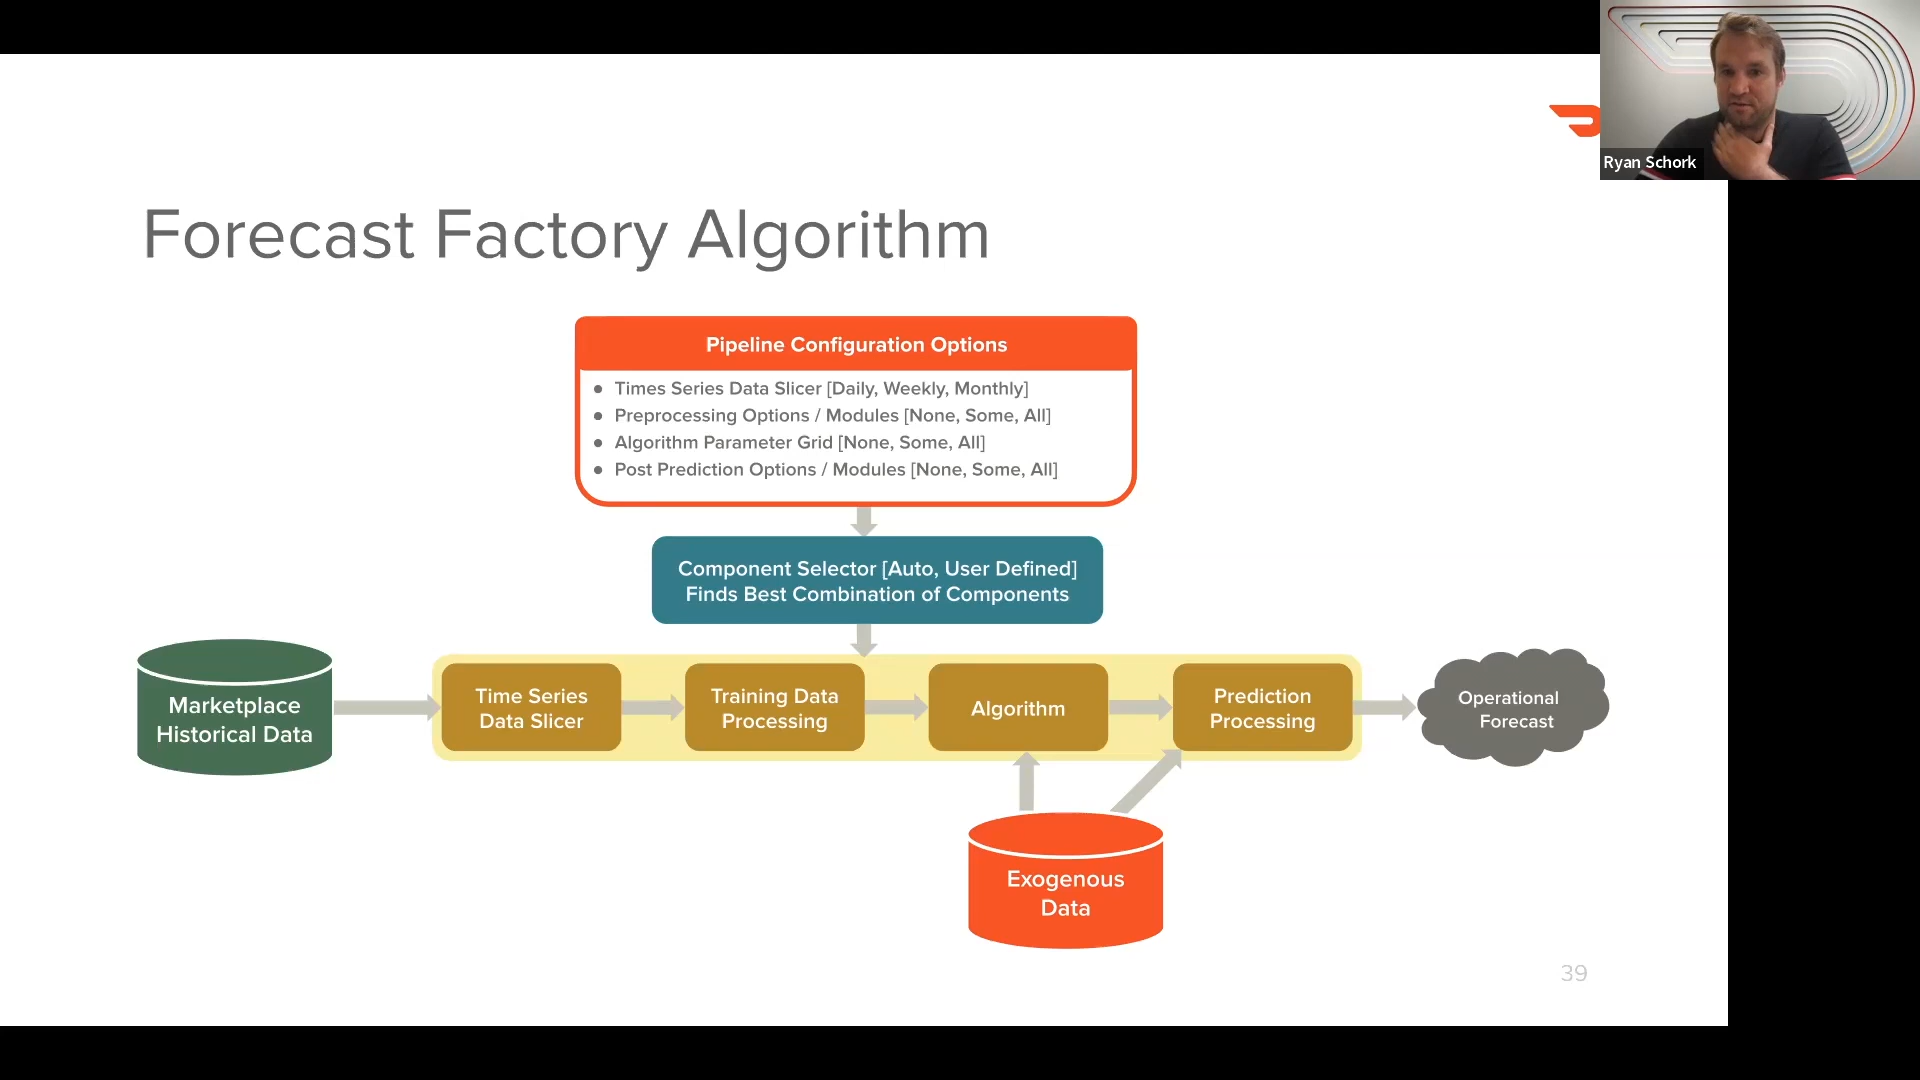 Ryan Schork
Forecast Factory Algorithm
Pipeline Configuration Options
● Times Series Data Slicer [Daily, Weekly, Monthly]
● Preprocessing Options / Modules [None, Some, All]
● Algorithm Parameter Grid [None, Some, All]
● Post Prediction Options / Modules [None, Some, All]
Component Selector [Auto, User Defined]
Finds Best Combination of Components
Marketplace
Historical Data
Time Series
Data Slicer
Training Data
Processing
Algorithm
Prediction
Processing
Operational
Forecast
Exogenous
Data
39